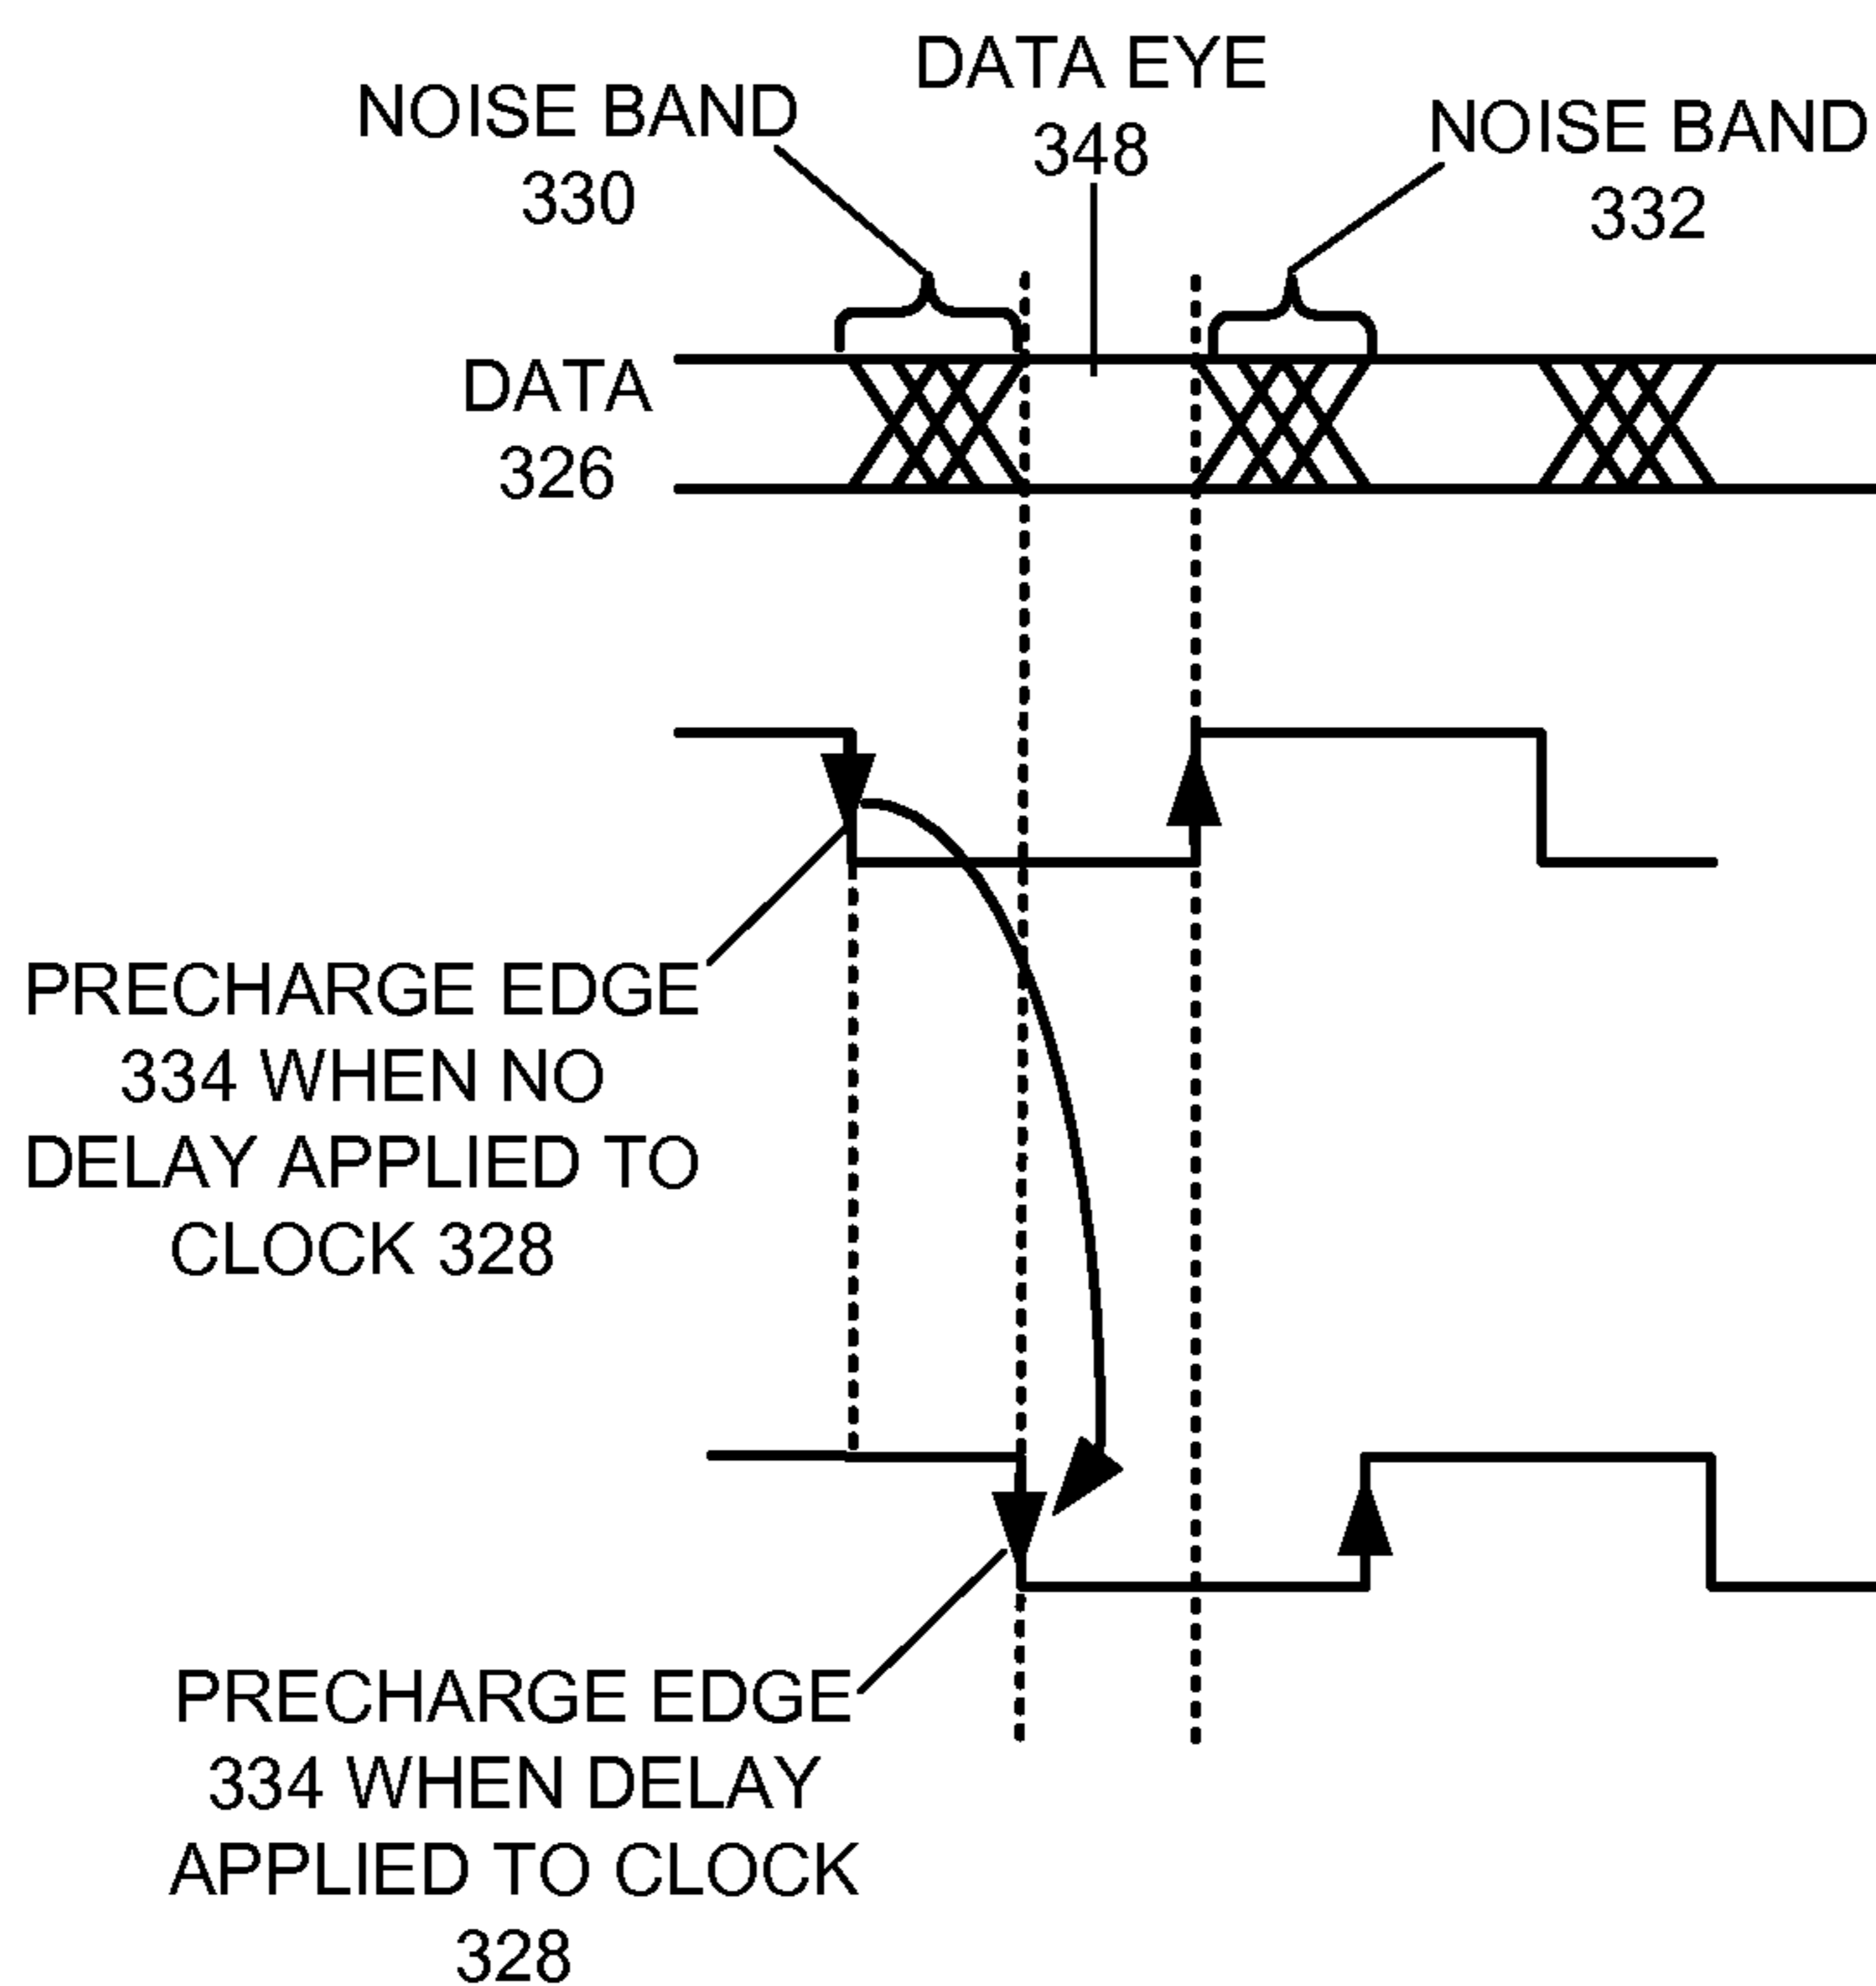 DATA EYE
348
NOISE BAND
330
NOISE BAND
332
DATA
326
PRECHARGE EDGE
334 WHEN NO
DELAY APPLIED TO
CLOCK 328
PRECHARGE EDGE
334 WHEN DELAY
APPLIED TO CLOCK
328